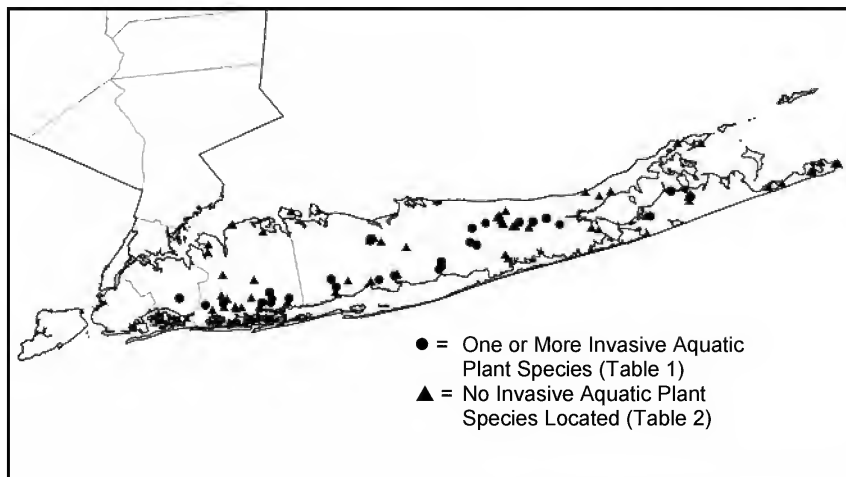 ● = One or More Invasive Aquatic
Plant Species (Table 1)
▲ = No Invasive Aquatic Plant
Species Located (Table 2)